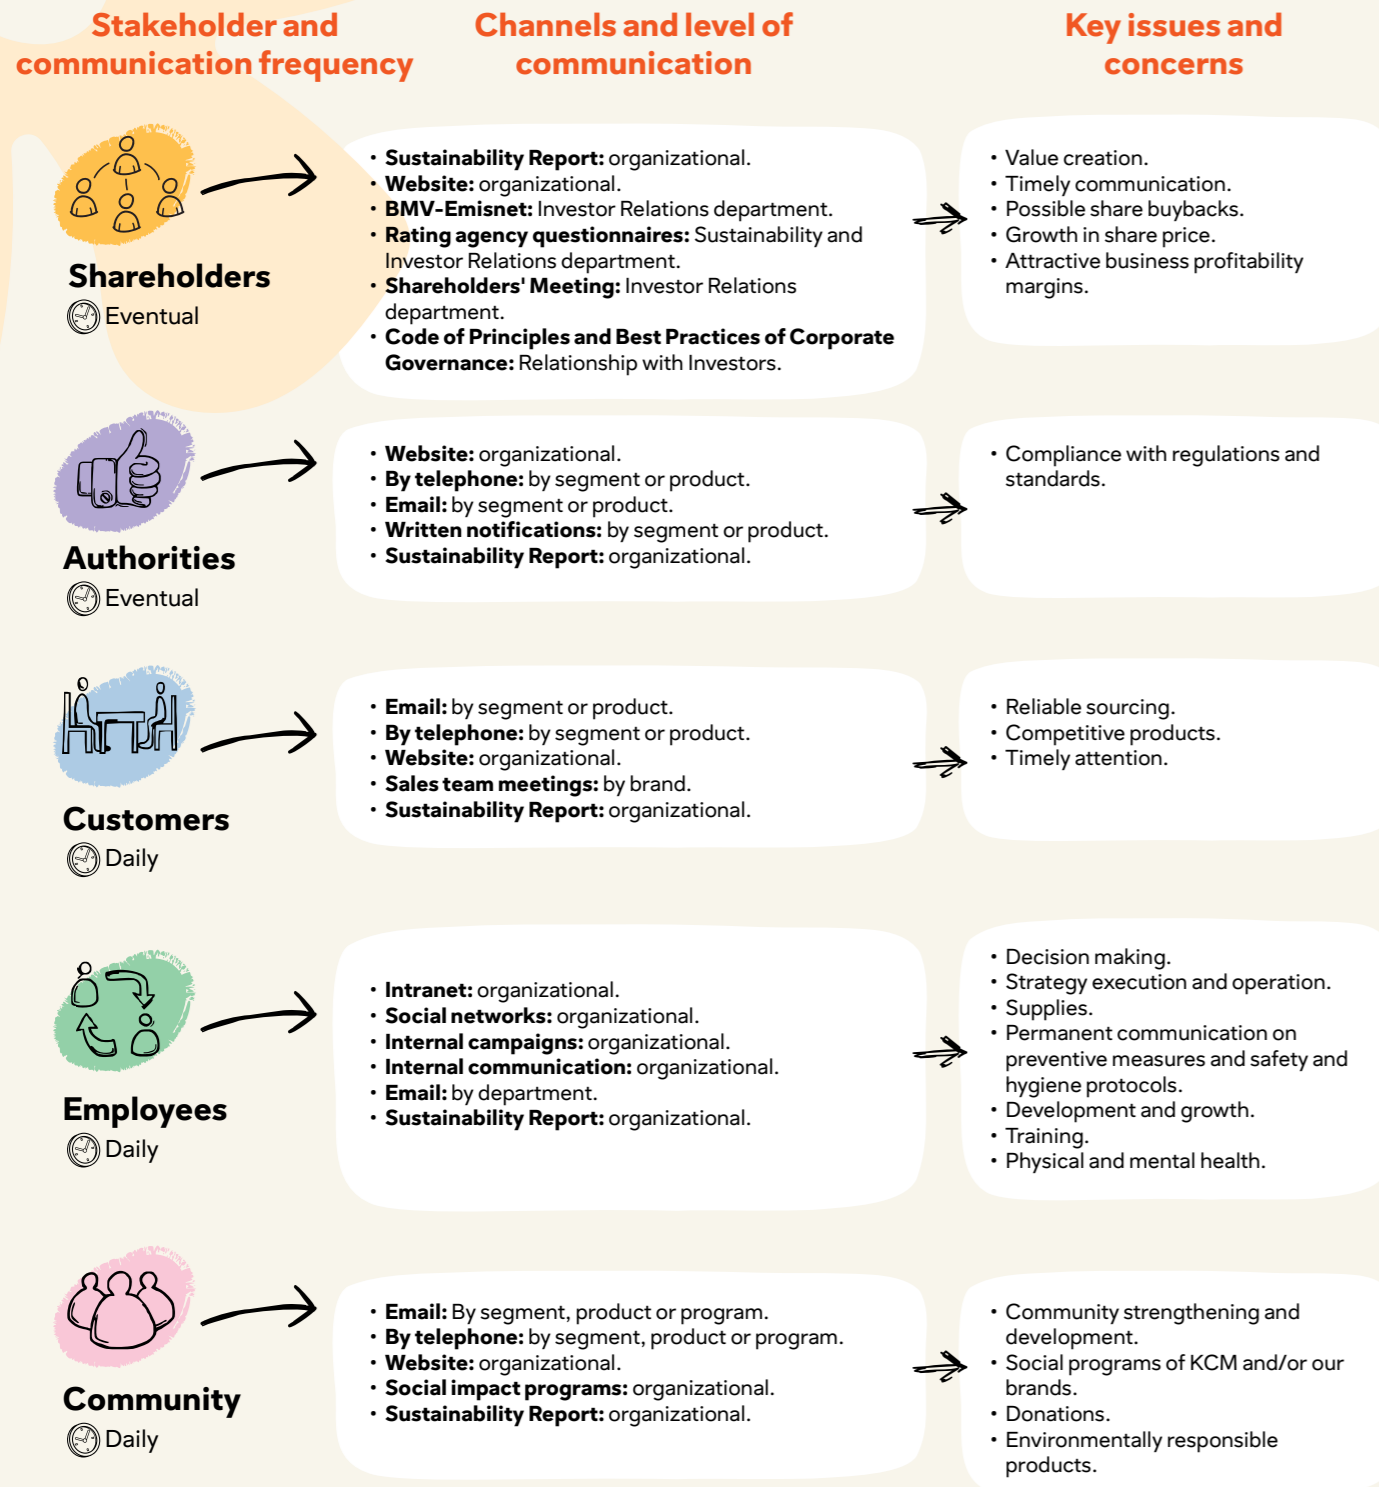 Stakeholder and
communication frequency
Channels and level of
communication
Key issues and
concerns
Shareholders
Eventual
• Sustainability Report: organizational.
• Website: organizational.
• BMV-Emisnet: Investor Relations department.
• Rating agency questionnaires: Sustainability and
Investor Relations department.
• Shareholders' Meeting: Investor Relations
department.
• Code of Principles and Best Practices of Corporate
Governance: Relationship with Investors.
• Value creation.
• Timely communication.
• Possible share buybacks.
• Growth in share price.
• Attractive business profitability
margins.
Authorities
Eventual
• Website: organizational.
• By telephone: by segment or product.
• Email: by segment or product.
• Written notifications: by segment or product.
• Sustainability Report: organizational.
• Compliance with regulations and
standards.
Customers
Daily
• Email: by segment or product.
• By telephone: by segment or product.
• Website: organizational.
• Sales team meetings: by brand.
• Sustainability Report: organizational.
• Reliable sourcing.
• Competitive products.
• Timely attention.
Employees
Daily
• Intranet: organizational.
• Social networks: organizational.
• Internal campaigns: organizational.
• Internal communication: organizational.
• Email: by department.
• Sustainability Report: organizational.
• Decision making.
• Strategy execution and operation.
• Supplies.
• Permanent communication on
preventive measures and safety and
hygiene protocols.
• Development and growth.
• Training.
• Physical and mental health.
Community
Daily
• Email: By segment, product or program.
• By telephone: by segment, product or program.
• Website: organizational.
• Social impact programs: organizational.
• Sustainability Report: organizational.
• Community strengthening and
development.
• Social programs of KCM and/or our
brands.
• Donations.
• Environmentally responsible
products.